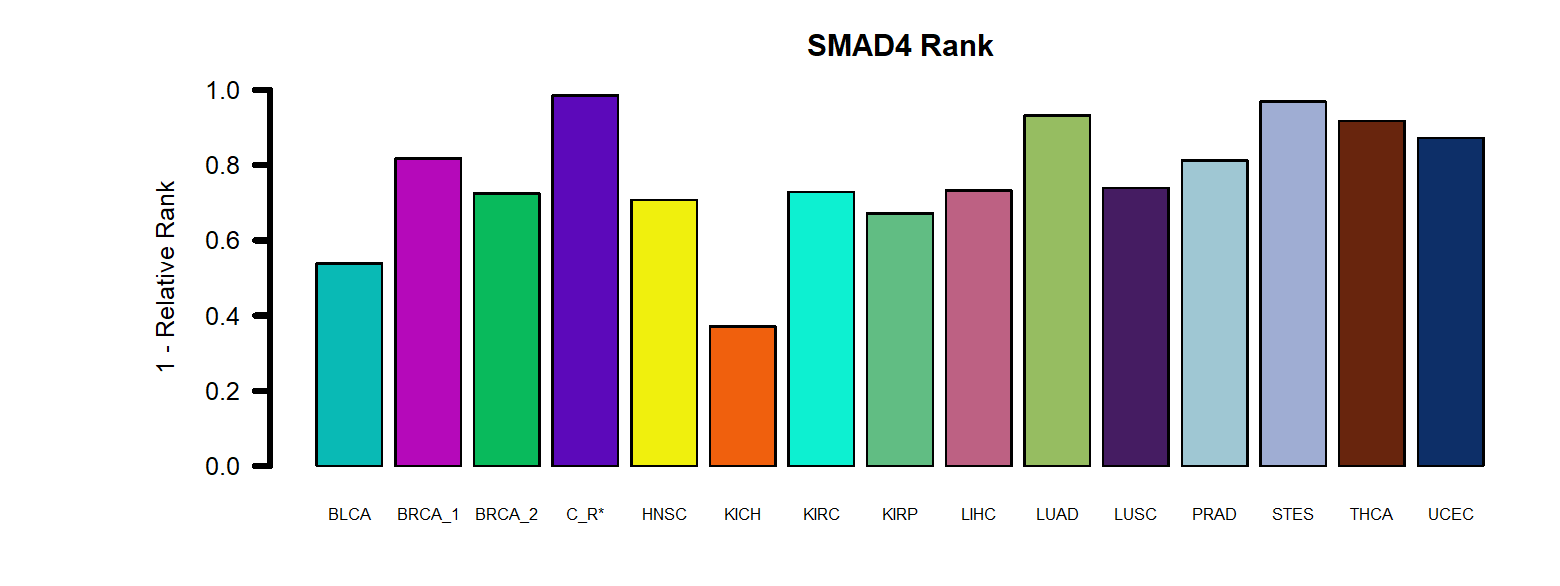 SMAD4 Rank
1 - Relative Rank
1.0
0.8
0.6
0.4
0.2
0.0
BLCA BRCA_1 BRCA_2 C_R* HNSC KICH KIRC KIRP LIHC LUAD LUSC PRAD STES THCA UCEC